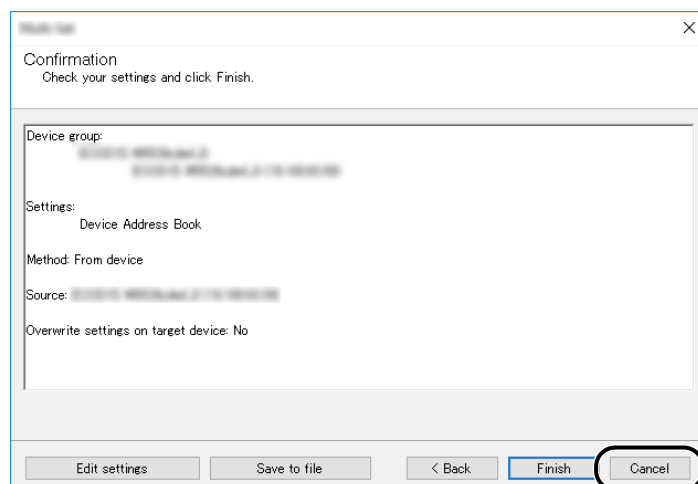 Confirmation
Check your settings and click Finish.
Device group:
Settings:
Device Address Book
Method: From device
Source:
Overwrite settings on target device: No
Edit settings
Save to file
< Back
Finish
Cancel